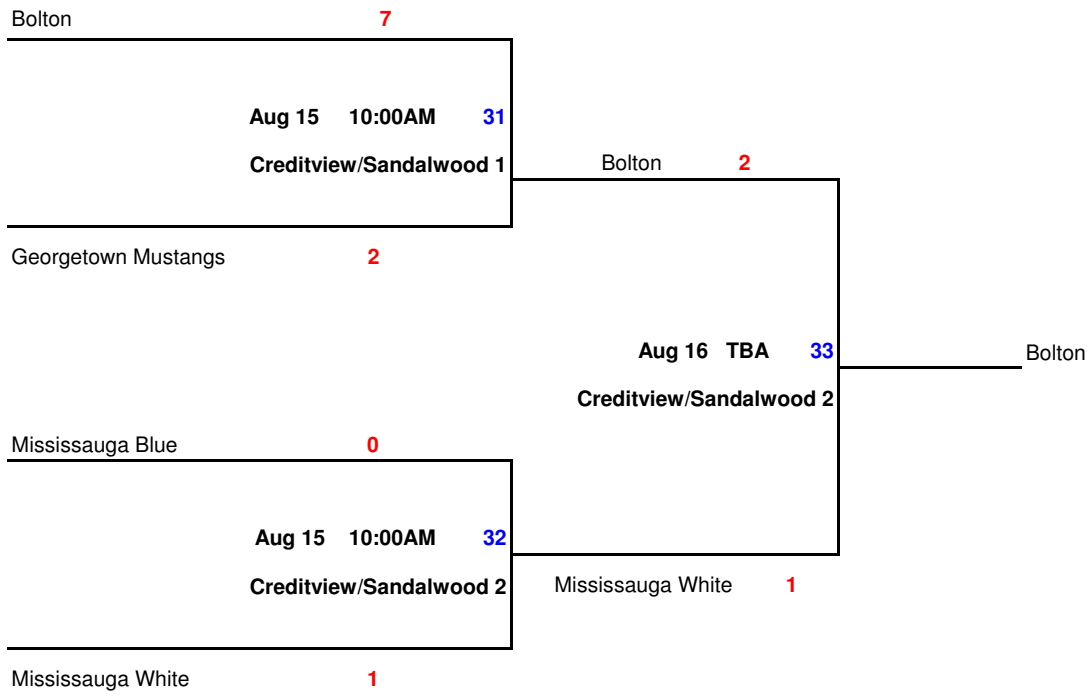 Bolton 7
Aug 15 10:00AM 31
Creditview/Sandalwood 1
Bolton 2
Georgetown Mustangs 2
Aug 16 TBA 33
Bolton
Creditview/Sandalwood 2
Mississauga Blue 0
Aug 15 10:00AM 32
Creditview/Sandalwood 2
Mississauga White 1
Mississauga White 1